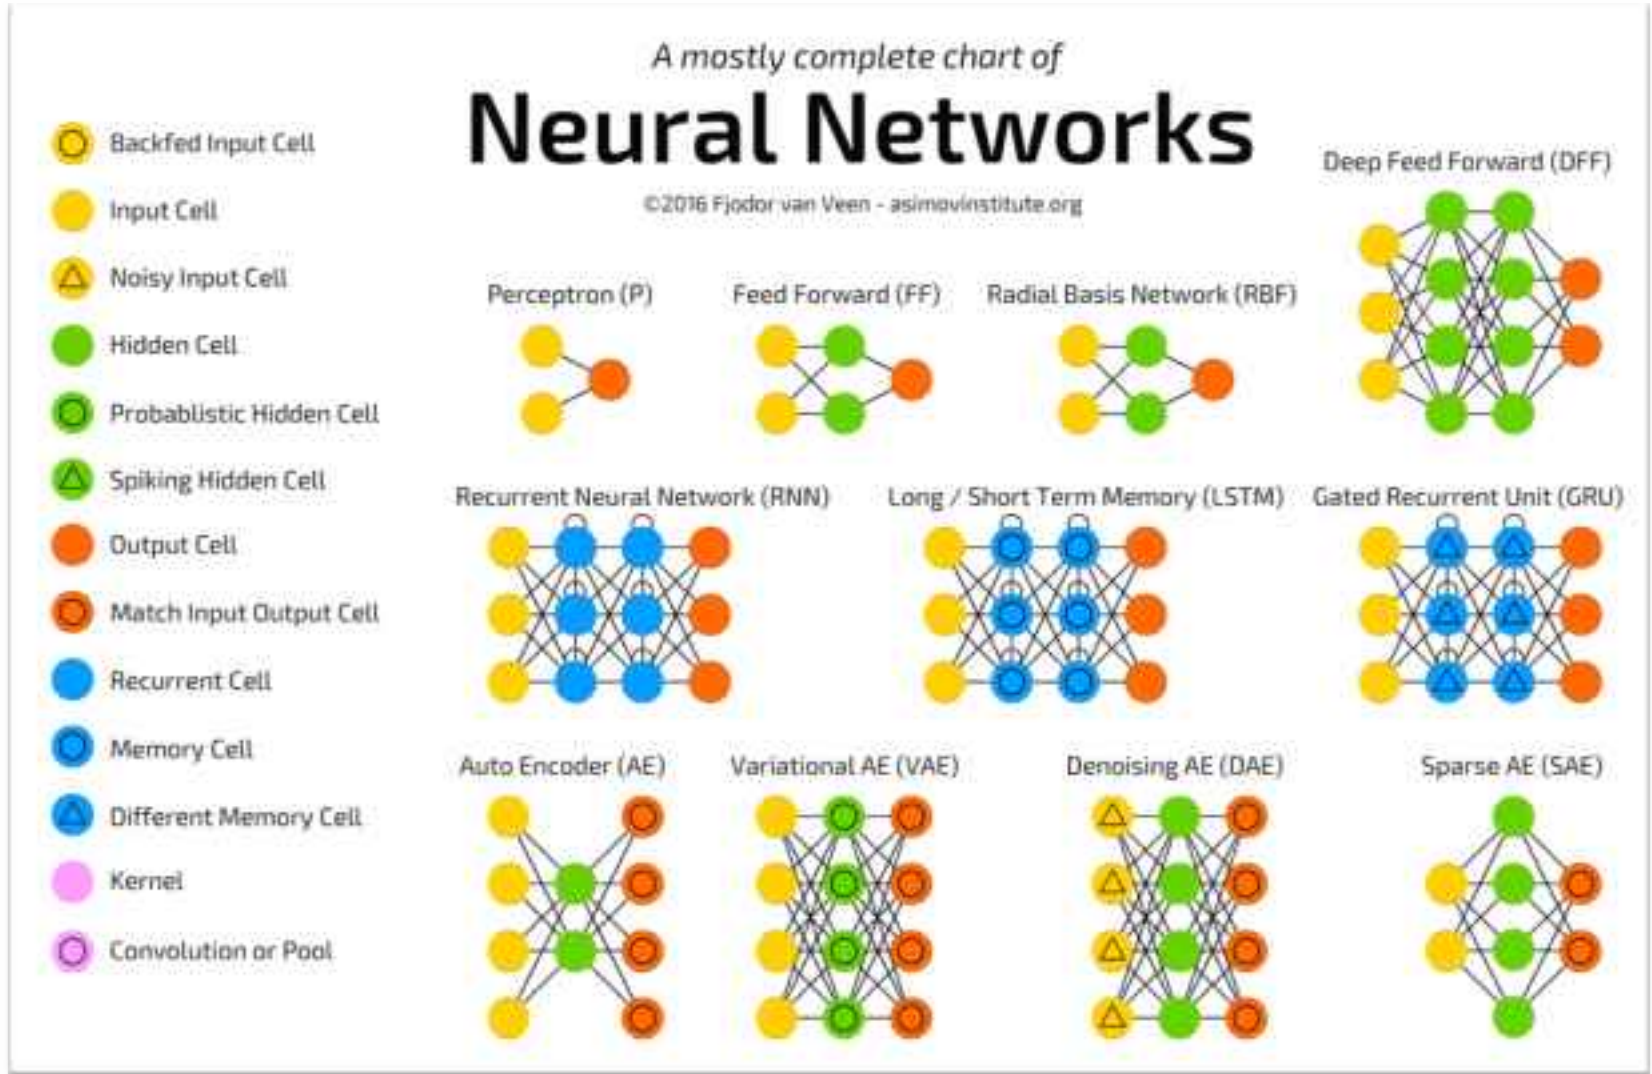 A mostly complete chart of
Neural Networks
©2016 Fjodor van Veen - asimovinstitute.org
Backfed Input Cell
Input Cell
Noisy Input Cell
Hidden Cell
Probablistic Hidden Cell
Spiking Hidden Cell
Output Cell
Match Input Output Cell
Recurrent Cell
Memory Cell
Different Memory Cell
Kernel
Convolution or Pool
Deep Feed Forward (DFF)
Perceptron (P)
Feed Forward (FF)
Radial Basis Network (RBF)
Recurrent Neural Network (RNN)
Long / Short Term Memory (LSTM)
Gated Recurrent Unit (GRU)
Auto Encoder (AE)
Variational AE (VAE)
Denoising AE (DAE)
Sparse AE (SAE)